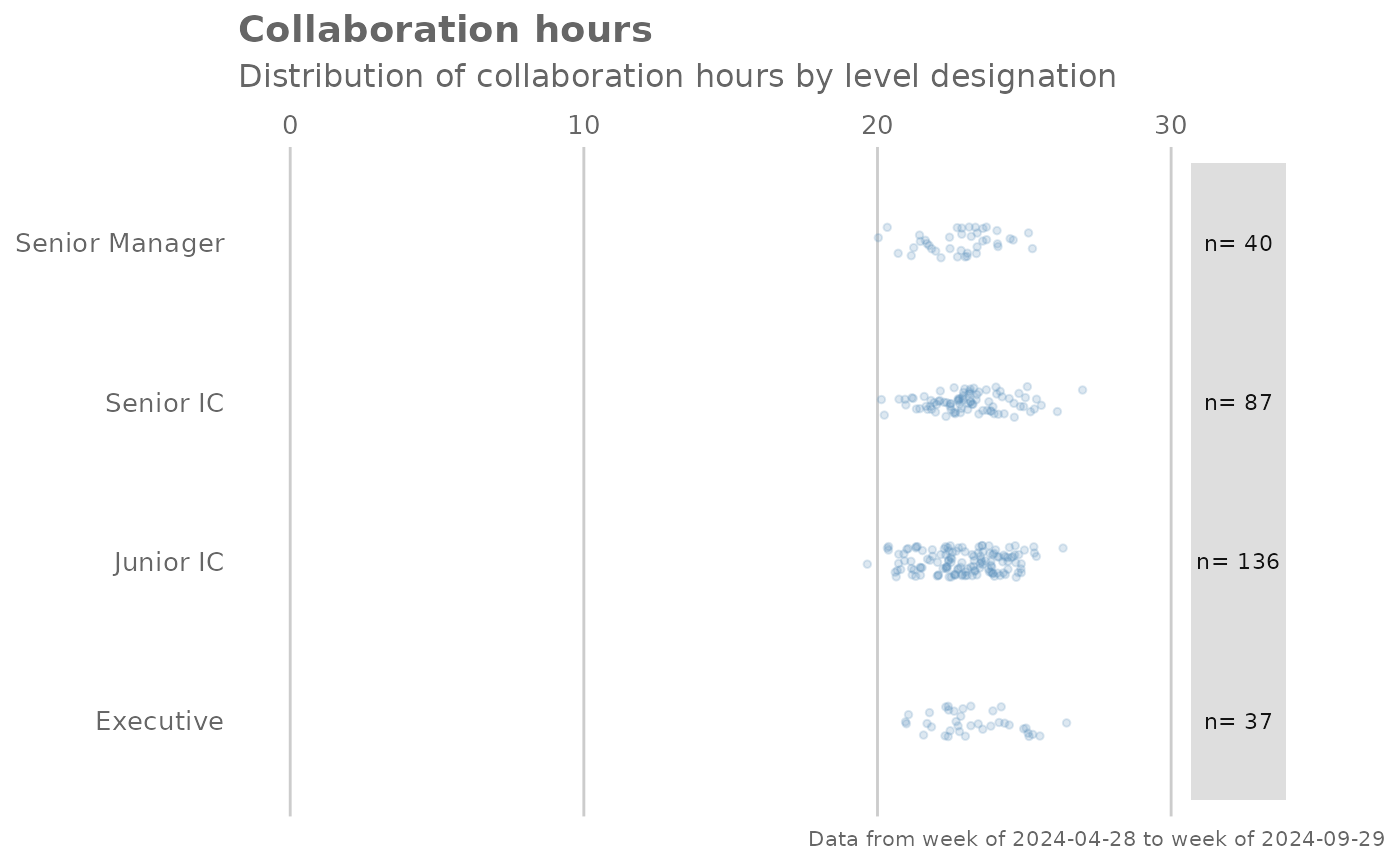 Collaboration hours
Distribution of collaboration hours by level designation
0 10 20 30
Senior Manager n= 40
Senior IC n= 87
Junior IC n= 136
Executive n= 37
Data from week of 2024-04-28 to week of 2024-09-29